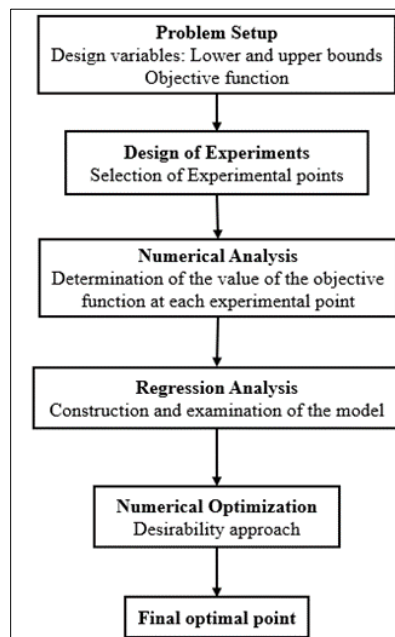 Problem Setup
Design variables: Lower and upper bounds
Objective function
Design of Experiments
Selection of Experimental points
Numerical Analysis
Determination of the value of the objective
function at each experimental point
Regression Analysis
Construction and examination of the model
Numerical Optimization
Desirability approach
Final optimal point